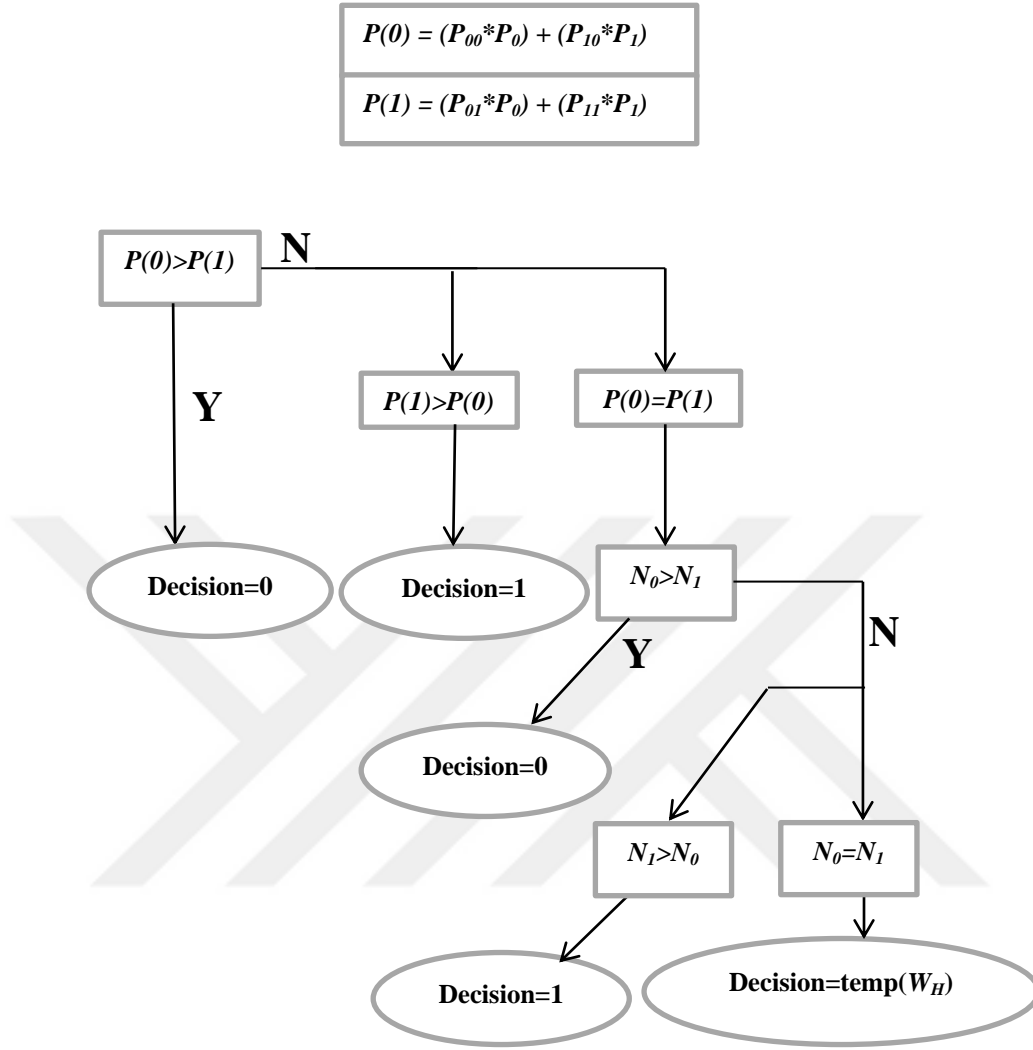 P(0) = (P₀₀*P₀) + (P₁₀*P₁)
P(1) = (P₀₁*P₀) + (P₁₁*P₁)
P(0)>P(1)
N
Y
P(1)>P(0)
P(0)=P(1)
Decision=0
Decision=1
N₀>N₁
Y
N
Decision=0
N₁>N₀
N₀=N₁
Decision=1
Decision=temp(W_H)